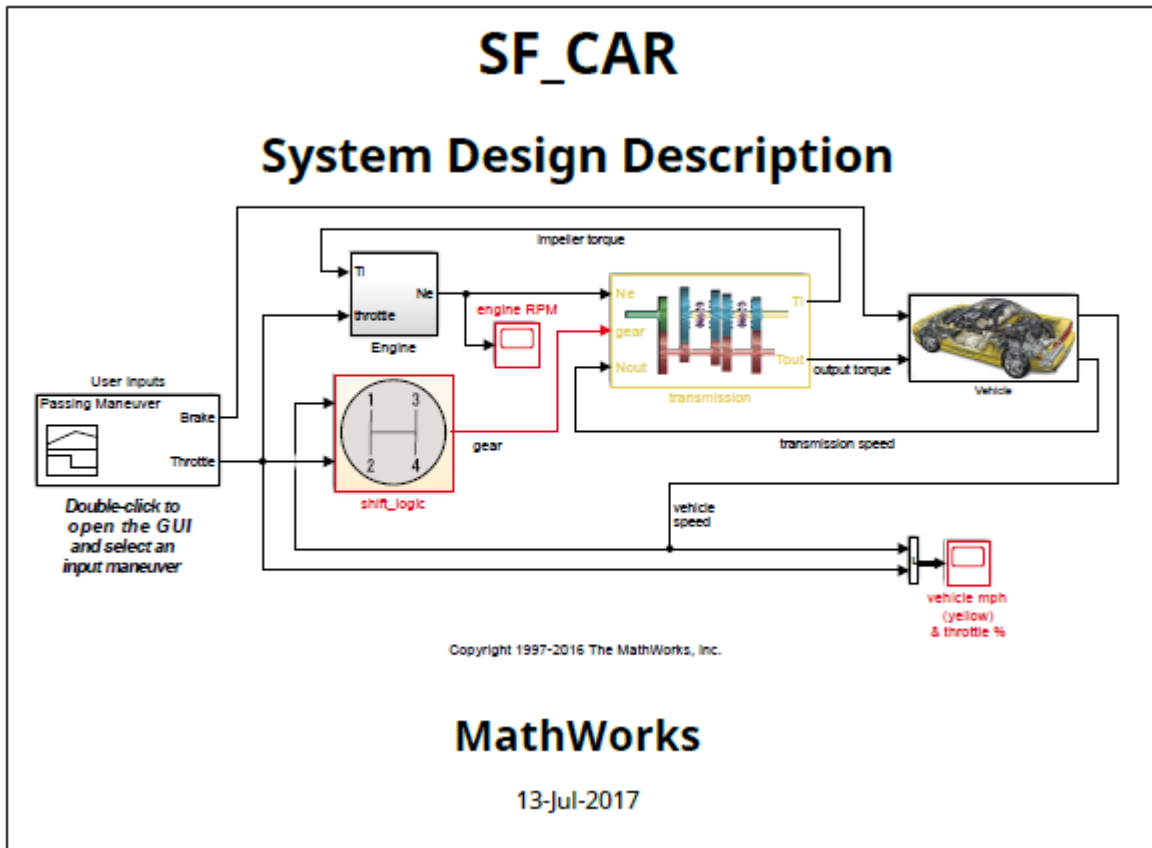 SF_CAR
System Design Description
Impeller torque
Ti
Ne
throttle
Engine
engine RPM
Ne
gear
Nout
Ti
Tout
transmission
output torque
Vehicle
transmission speed
User Inputs
Passing Maneuver
Brake
Throttle
Double-click to
open the GUI
and select an
input maneuver
1 3
2 4
shift_logic
gear
vehicle
speed
vehicle mph
(yellow)
& throttle %
Copyright 1997-2016 The MathWorks, Inc.
MathWorks
13-Jul-2017